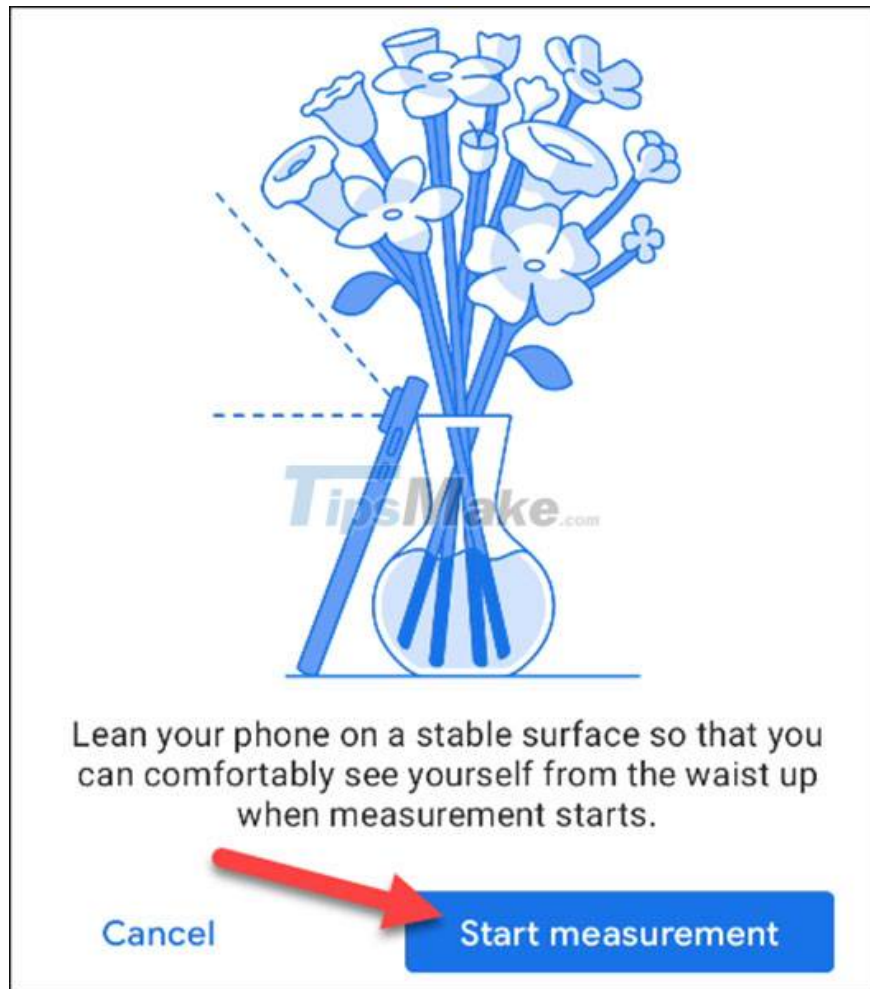 TipsMake.com
Lean your phone on a stable surface so that you
can comfortably see yourself from the waist up
when measurement starts.
Cancel
Start measurement